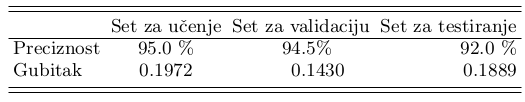 Set za učenje Set za validaciju Set za testiranje
Preciznost 95.0 % 94.5% 92.0 %
Gubitak 0.1972 0.1430 0.1889